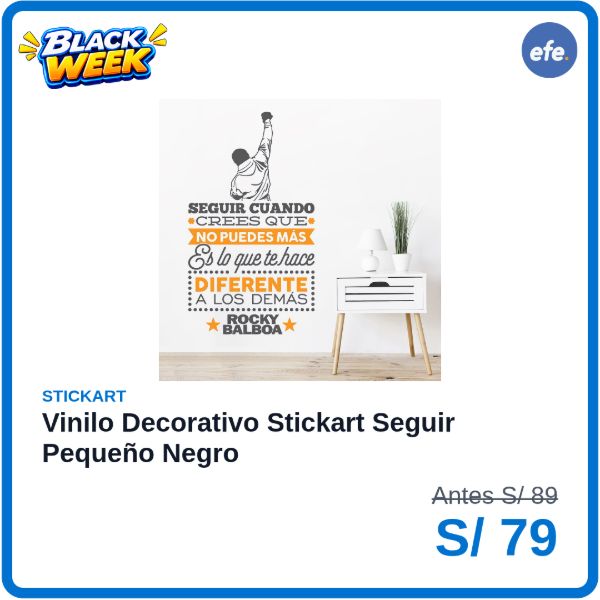 BLACK
WEEK
efe.
SEGUIR CUANDO
CREES QUE
NO PUEDES MÁS
Es lo que te hace
DIFERENTE
A LOS DEMÁS
ROCKY
BALBOA
STICKART
Vinilo Decorativo Stickart Seguir
Pequeño Negro
Antes S/ 89
S/ 79